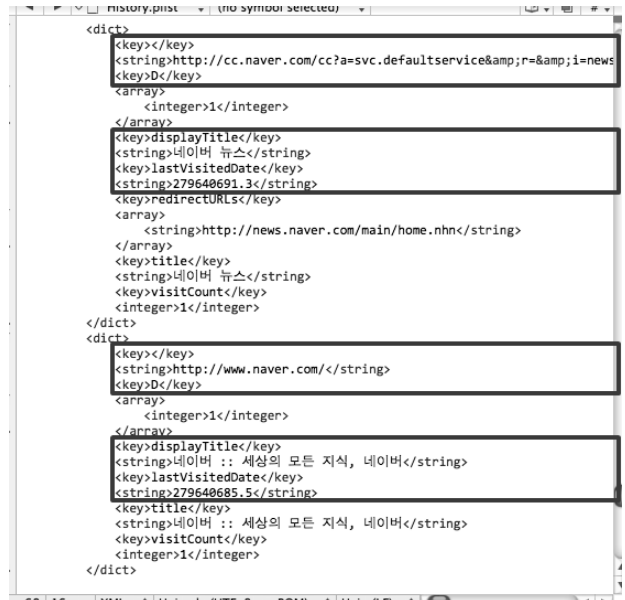 History.plist (no symbol selected) #
<dict>
<key></key>
<string>http://cc.naver.com/cc?a=svc.defaultservice&amp;r=&amp;i=news
<key>D</key>
<array>
<integer>1</integer>
</array>
<key>displayTitle</key>
<string>네이버 뉴스</string>
<key>lastVisitedDate</key>
<string>279640691.3</string>
<key>redirectURLs</key>
<array>
<string>http://news.naver.com/main/home.nhn</string>
</array>
<key>title</key>
<string>네이버 뉴스</string>
<key>visitCount</key>
<integer>1</integer>
</dict>
<dict>
<key></key>
<string>http://www.naver.com/</string>
<key>D</key>
<array>
<integer>1</integer>
</array>
<key>displayTitle</key>
<string>네이버 :: 세상의 모든 지식, 네이버</string>
<key>lastVisitedDate</key>
<string>279640685.5</string>
<key>title</key>
<string>네이버 :: 세상의 모든 지식, 네이버</string>
<key>visitCount</key>
<integer>1</integer>
</dict>